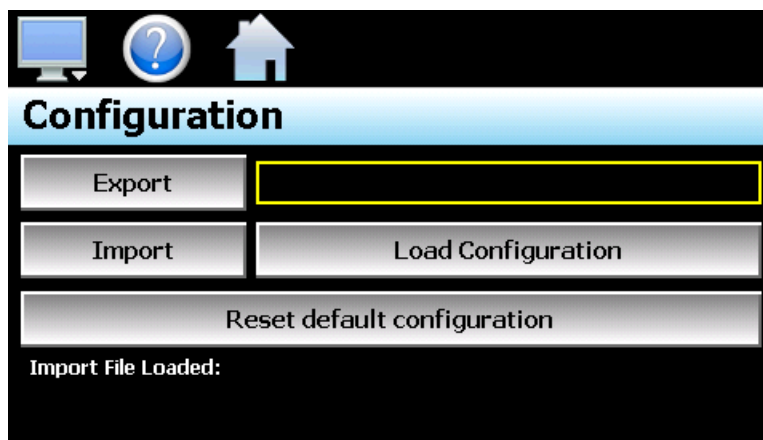 ?
Configuration
Export
Import
Load Configuration
Reset default configuration
Import File Loaded: